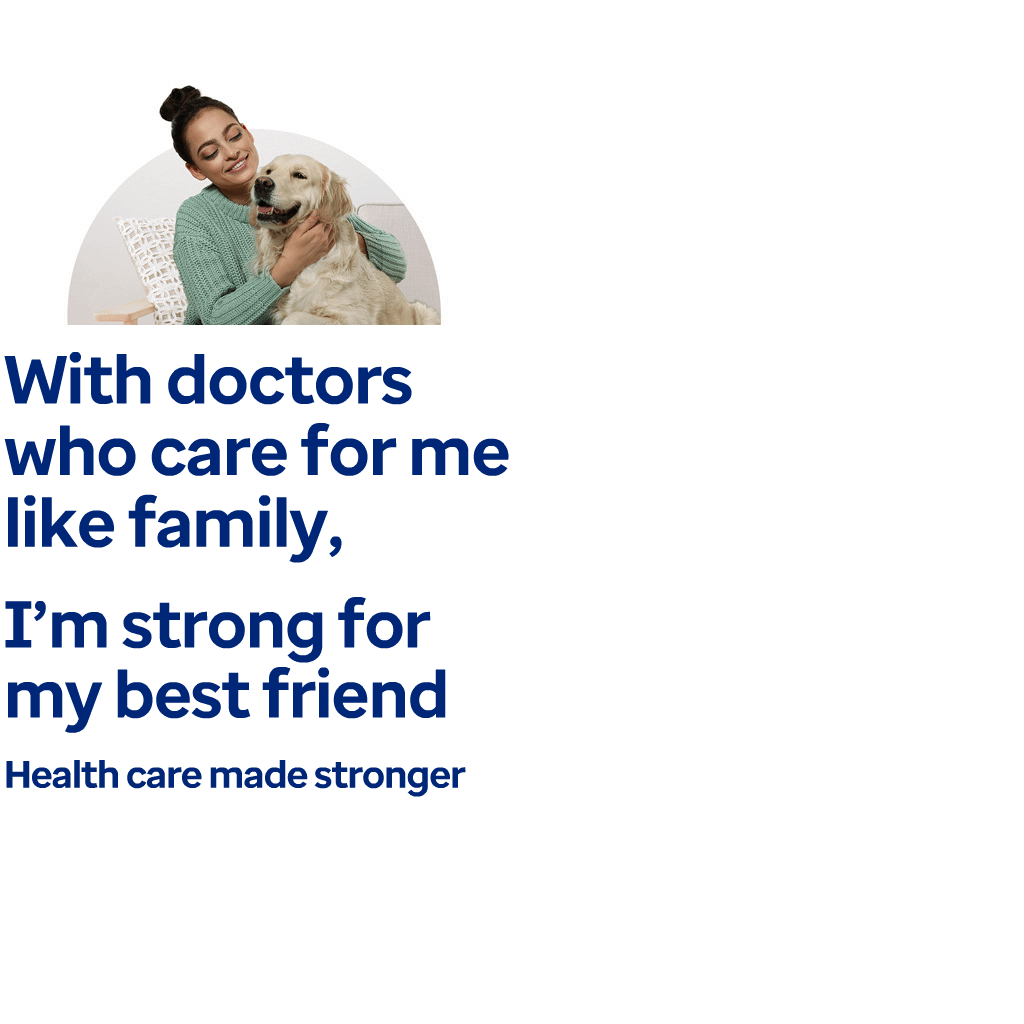 With doctors
who care for me
like family,
I’m strong for
my best friend
Health care made stronger